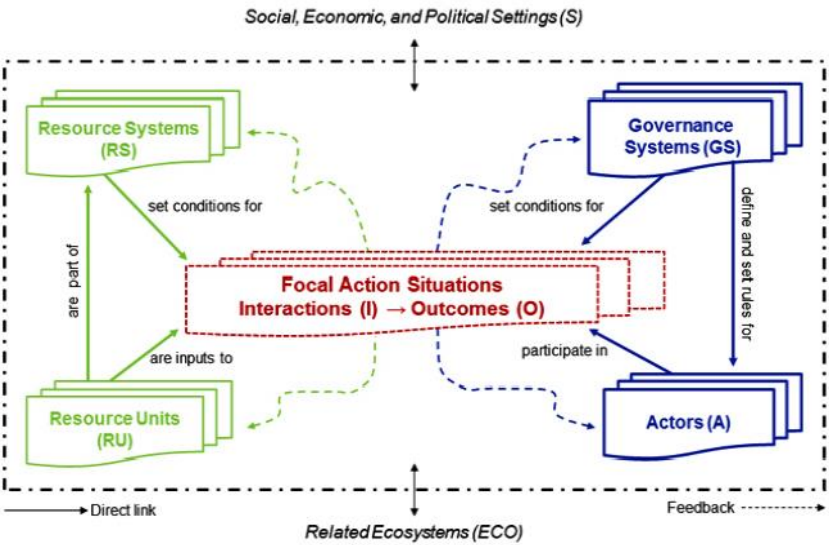 Social, Economic, and Political Settings (S)
Resource Systems
(RS)
Governance
Systems (GS)
set conditions for
set conditions for
are part of
define and set rules for
Focal Action Situations
Interactions (I) → Outcomes (O)
are inputs to
participate in
Resource Units
(RU)
Actors (A)
Direct link
Feedback
Related Ecosystems (ECO)